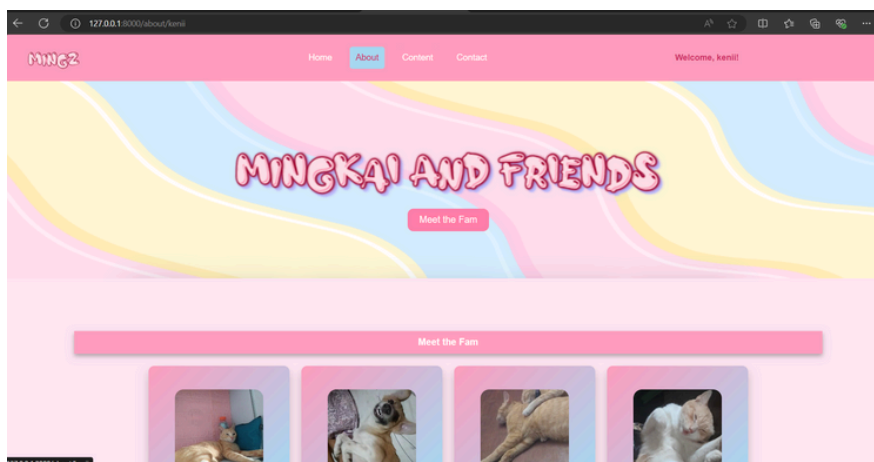 127.0.0.1:8000/about/kenii
MINGZ
Home About Content Contact Welcome, kenii!
MINGKAI AND FRIENDS
Meet the Fam
Meet the Fam